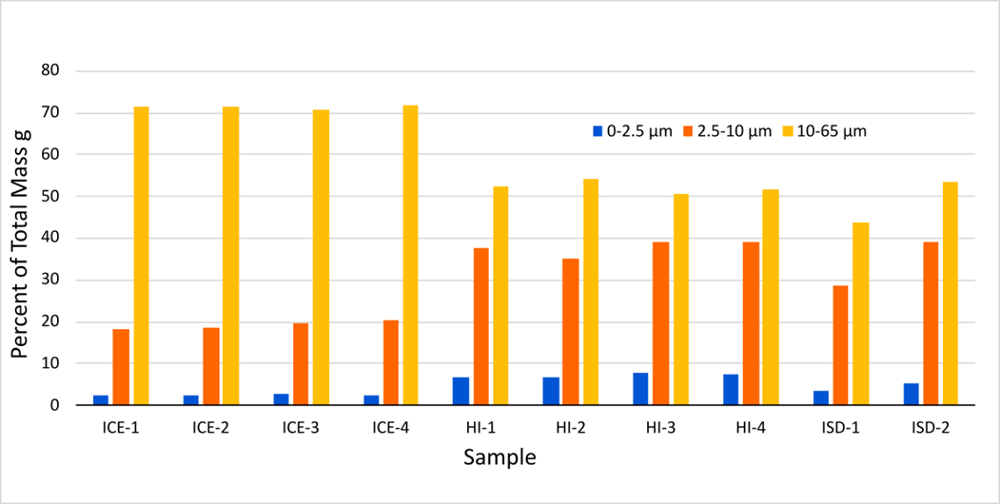 80
70
60
50
40
30
20
10
0
Percent of Total Mass g
0-2.5 µm 2.5-10 µm 10-65 µm
ICE-1 ICE-2 ICE-3 ICE-4 HI-1 HI-2 HI-3 HI-4 ISD-1 ISD-2
Sample